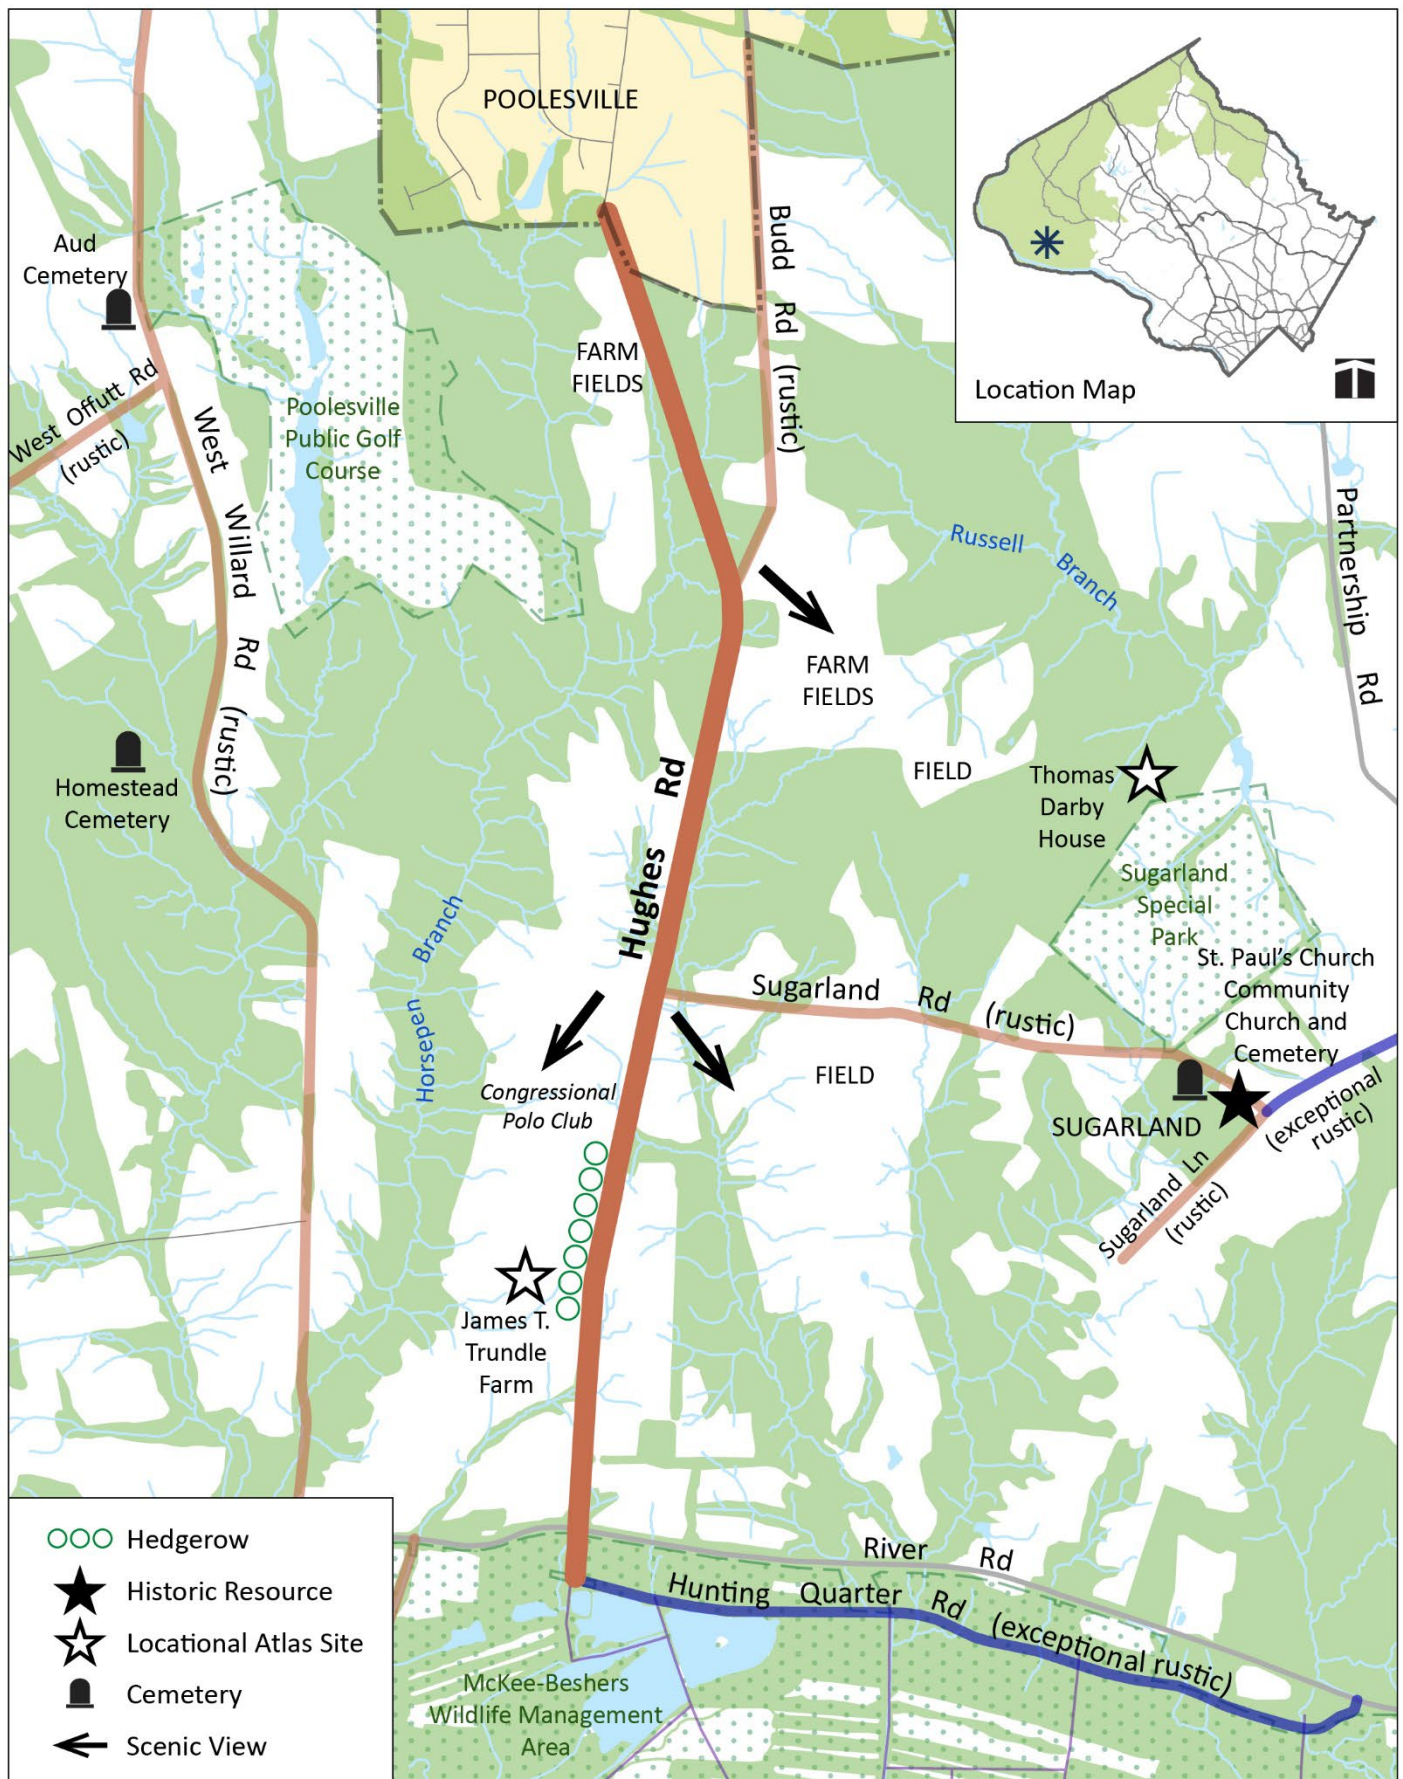 POOLESVILLE
Location Map
Aud
Cemetery
Budd Rd (rustic)
FARM
FIELDS
West Offutt Rd
(rustic)
West Willard Rd (rustic)
Poolesville
Public Golf
Course
Partnership Rd
Russell Branch
FARM
FIELDS
Homestead
Cemetery
Hughes Rd
FIELD
Thomas
Darby
House
Sugarland
Special
Park
Horsepen Branch
St. Paul's Church
Community
Church and
Cemetery
Sugarland Rd (rustic)
FIELD
Congressional
Polo Club
SUGARLAND
(exceptional
rustic)
Sugarland Ln
(rustic)
James T.
Trundle
Farm
River Rd
Hunting Quarter Rd (exceptional rustic)
McKee-Beshers
Wildlife Management
Area
Hedgerow
Historic Resource
Locational Atlas Site
Cemetery
Scenic View